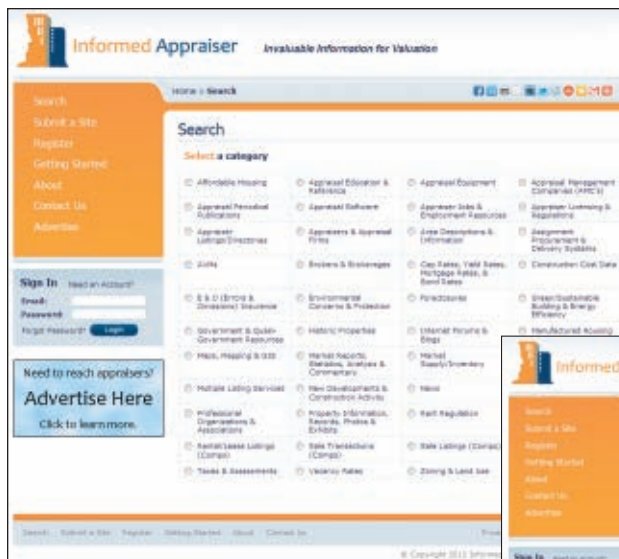 Informed Appraiser Invaluable Information for Valuation
Home » Search
Search
Submit a Site
Register
Getting Started
About
Contact Us
Advertise
Search
Select a category
Affordable Housing
Appraisal Education & Reference
Appraisal Equipment
Appraisal Management Companies (AMC's)
Appraisal Periodical Publications
Appraisal Software
Appraiser Jobs & Employment Resources
Appraiser Licensing & Regulations
Appraiser Listings/Directories
Appraisers & Appraisal Firms
Area Descriptions & Information
Assignment Procurement & Delivery Systems
AVMs
Brokers & Brokerages
Cap Rates, Yield Rates, Mortgage Rates, & Bond Rates
Construction Cost Data
E & O (Errors & Omissions) Insurance
Environmental Concerns & Protection
Foreclosures
Green/Sustainable Building & Energy Efficiency
Government & Quasi-Government Resources
Historic Properties
Internet Forums & Blogs
Manufactured Housing
Maps, Mapping & GIS
Market Reports, Statistics, Analysis & Commentary
Market Supply/Inventory
Multiple Listing Services
New Developments & Construction Activity
News
Professional Organizations & Associations
Property Information, Records, Photos & Exhibits
Rent Regulation
Rental/Lease Listings (Comps)
Sale Transactions (Comps)
Sale Listings (Comps)
Taxes & Assessments
Vacancy Rates
Zoning & Land Use
Sign In Need an Account?
Email:
Password:
Forgot Password? Login
Need to reach appraisers?
Advertise Here
Click to learn more.
Search Submit a Site Register Getting Started About Contact Us
© Copyright
Informed
Search
Submit a Site
Register
Getting Started
About
Contact Us
Advertise
Sign In